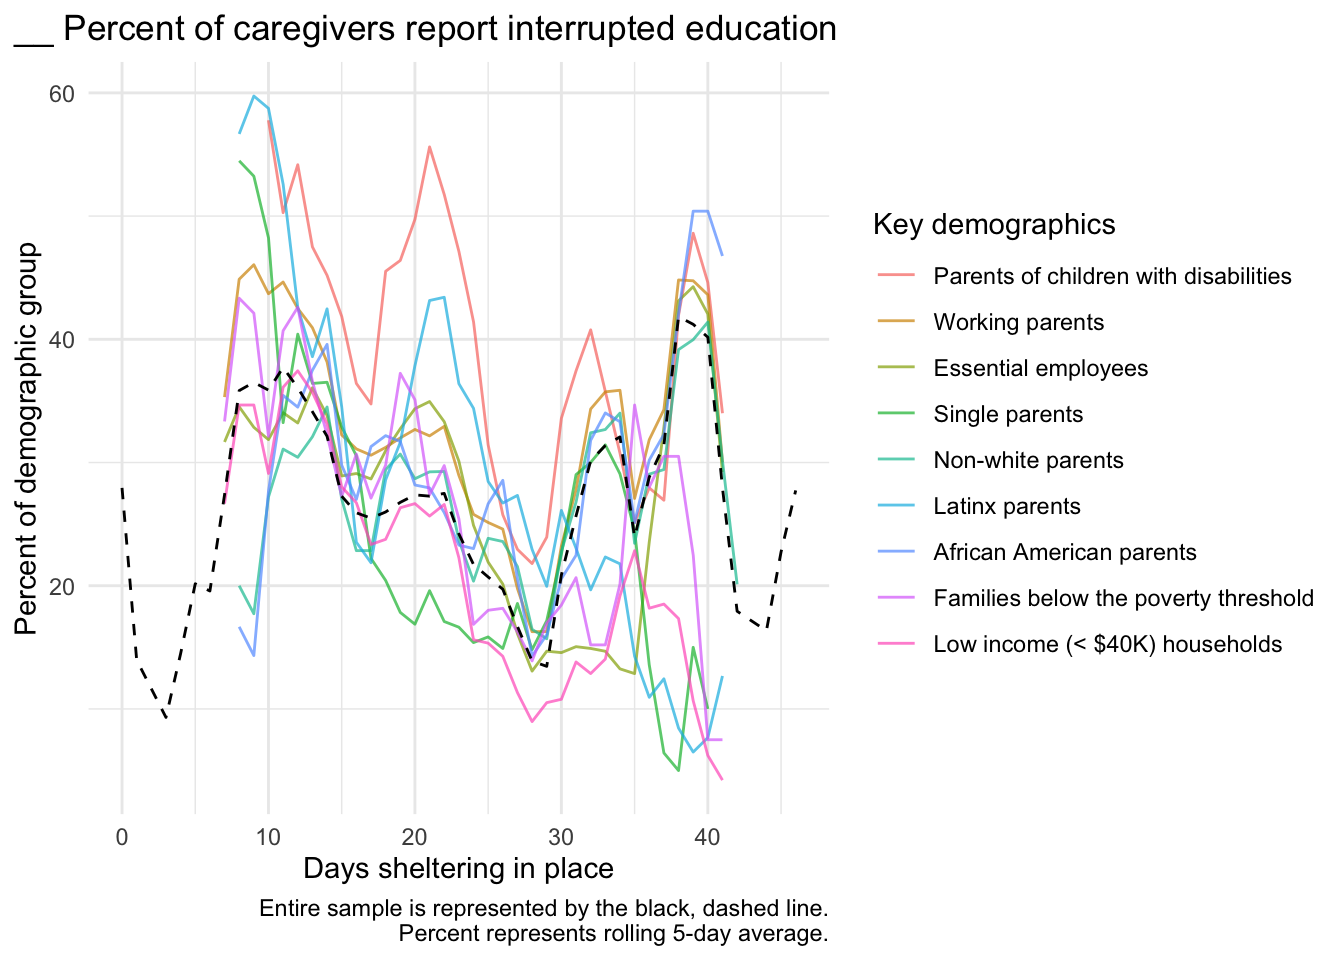 __ Percent of caregivers report interrupted education
60
40
20
Percent of demographic group
0 10 20 30 40
Days sheltering in place
Entire sample is represented by the black, dashed line.
Percent represents rolling 5-day average.
Key demographics
Parents of children with disabilities
Working parents
Essential employees
Single parents
Non-white parents
Latinx parents
African American parents
Families below the poverty threshold
Low income (< $40K) households